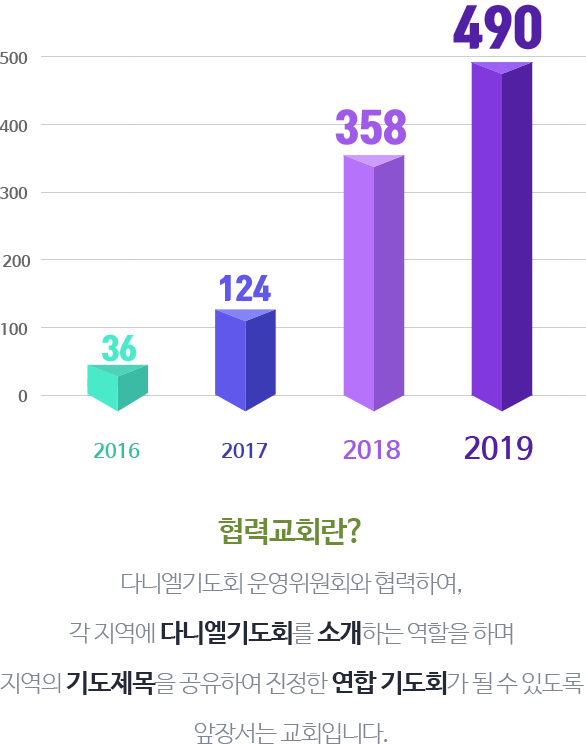 490
500
400
358
300
200
124
100
36
0
2016 2017 2018 2019
협력교회란?
다니엘기도회 운영위원회와 협력하여,
각 지역에 다니엘기도회를 소개하는 역할을 하며
지역의 기도제목을 공유하여 진정한 연합 기도회가 될 수 있도록
앞장서는 교회입니다.